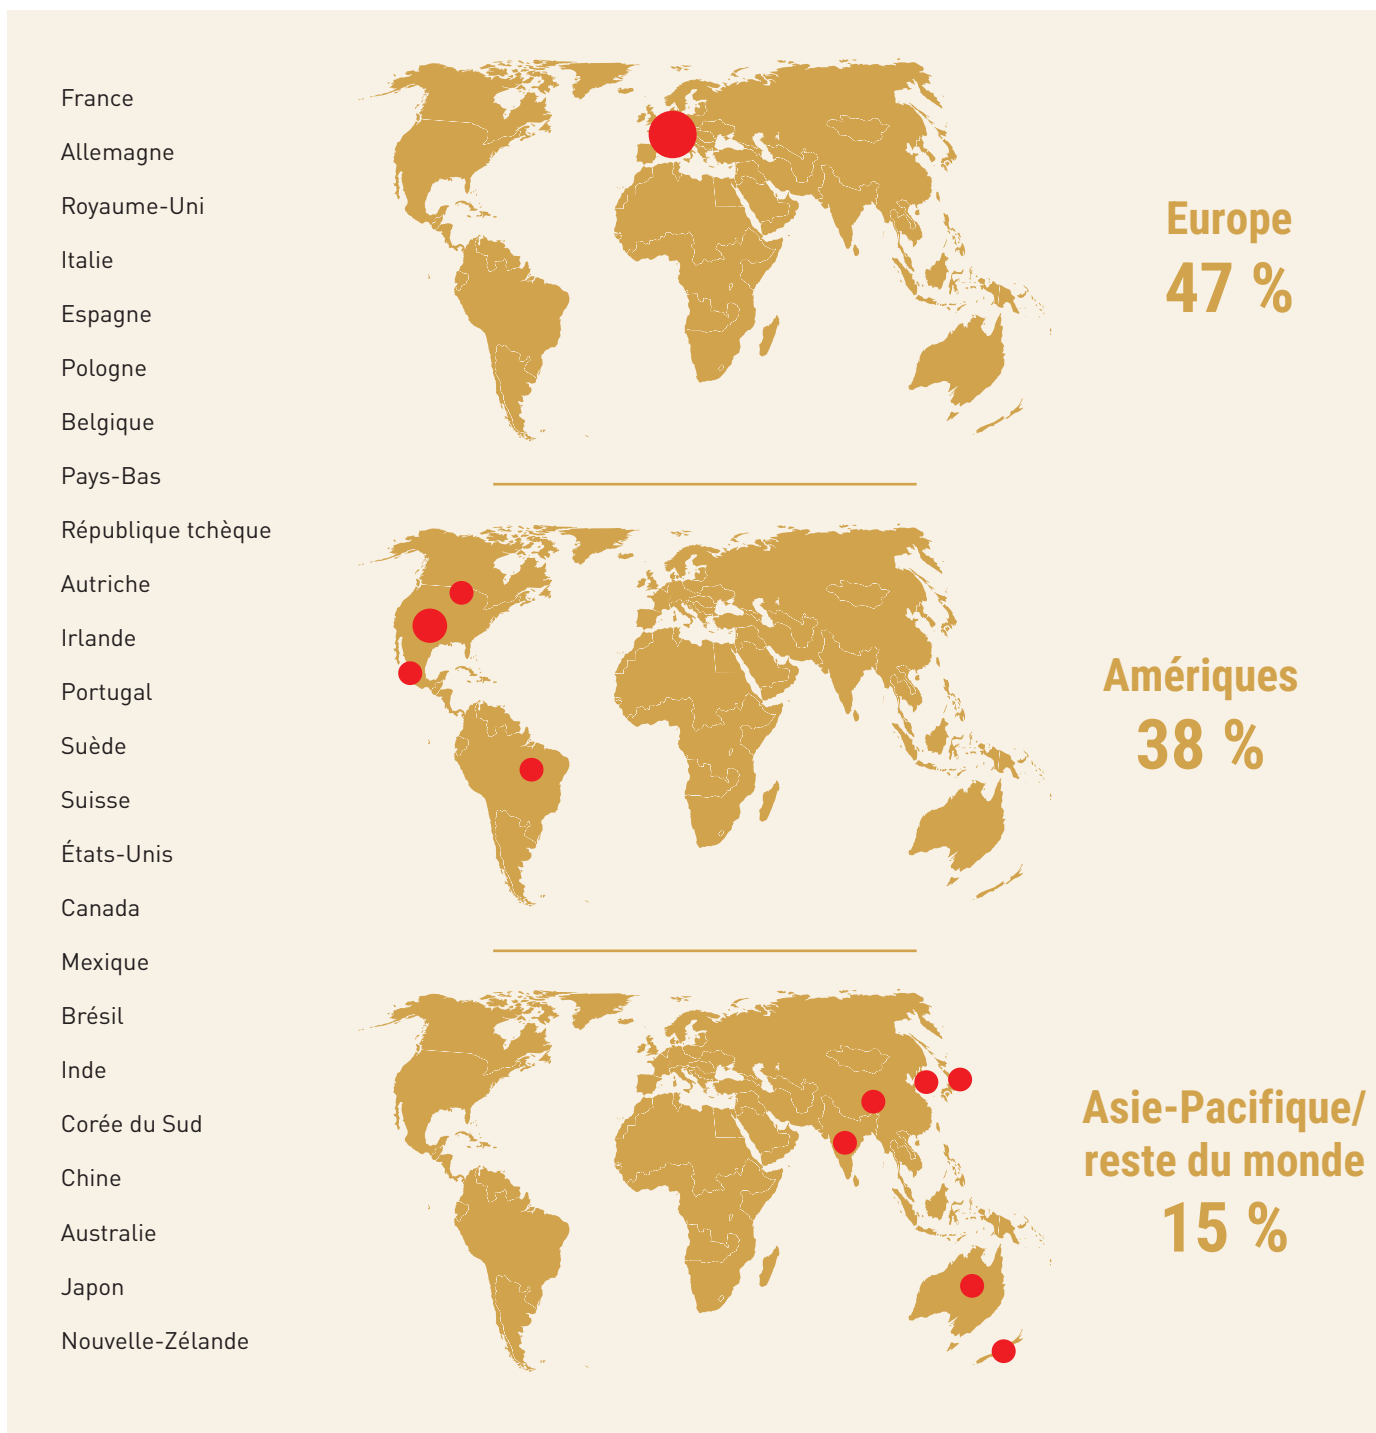 France
Allemagne
Royaume-Uni
Italie
Espagne
Pologne
Belgique
Pays-Bas
République tchèque
Autriche
Irlande
Portugal
Suède
Suisse
États-Unis
Canada
Mexique
Brésil
Inde
Corée du Sud
Chine
Australie
Japon
Nouvelle-Zélande
Europe
47 %
Amériques
38 %
Asie-Pacifique/
reste du monde
15 %